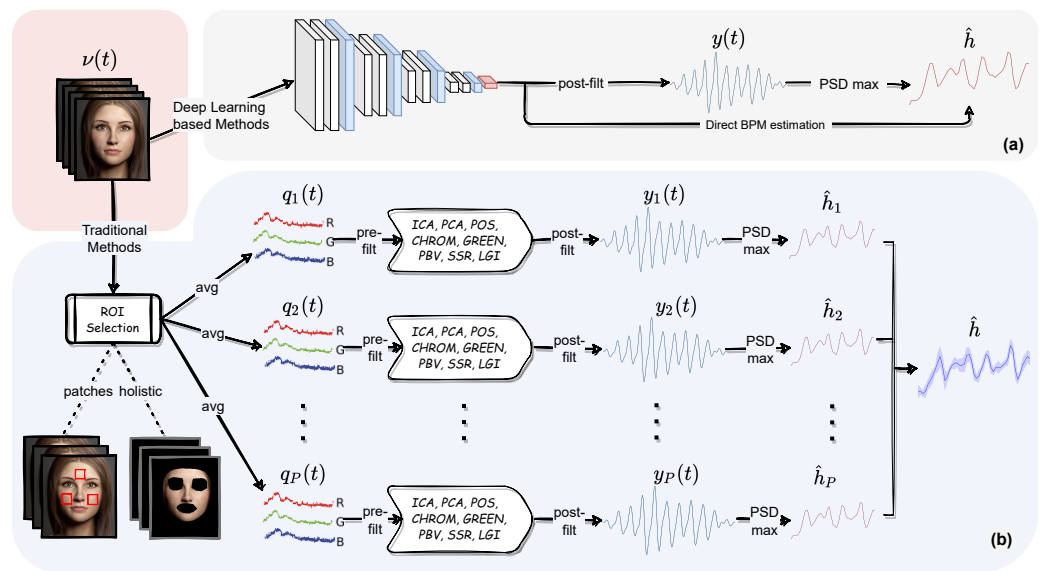 ν(t)
Deep Learning
based Methods
post-filt
y(t)
PSD max
ĥ
Direct BPM estimation
(a)
Traditional
Methods
ROI
Selection
patches holistic
avg
avg
avg
q₁(t)
R
G
B
pre-
filt
ICA, PCA, POS,
CHROM, GREEN,
PBV, SSR, LGI
post-
filt
y₁(t)
PSD
max
ĥ₁
q₂(t)
R
G
B
pre-
filt
ICA, PCA, POS,
CHROM, GREEN,
PBV, SSR, LGI
post-
filt
y₂(t)
PSD
max
ĥ₂
ĥ
q_P(t)
R
G
B
pre-
filt
ICA, PCA, POS,
CHROM, GREEN,
PBV, SSR, LGI
post-
filt
y_P(t)
PSD
max
ĥ_P
(b)